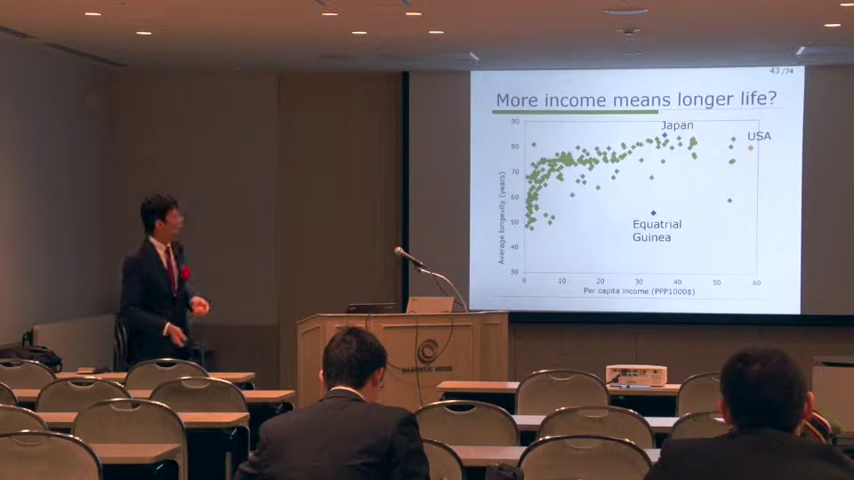 43/74
More income means longer life?
90
80
70
60
50
40
30
Average longevity (years)
Japan
USA
Equatrial
Guinea
0
10
20
30
40
50
60
Per capita income (PPP1000$)